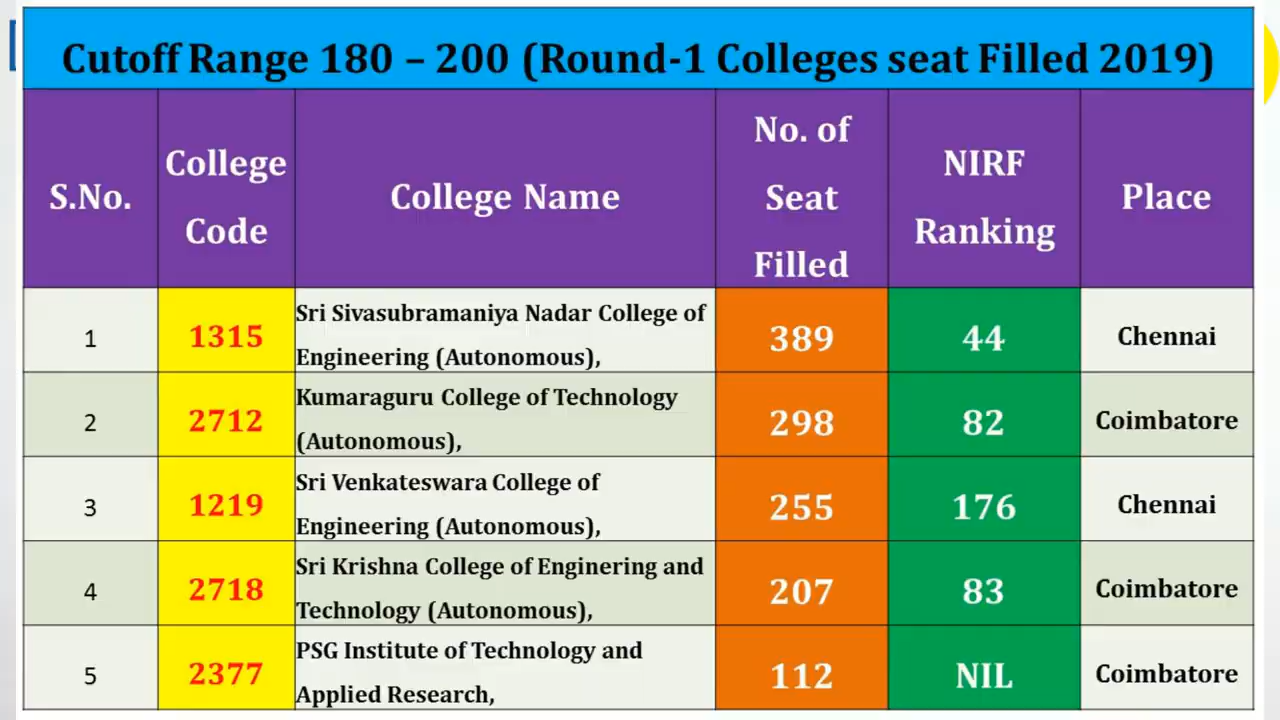 Cutoff Range 180 – 200 (Round-1 Colleges seat Filled 2019)
S.No.
College
Code
College Name
No. of
Seat
Filled
NIRF
Ranking
Place
1
1315
Sri Sivasubramaniya Nadar College of
Engineering (Autonomous),
389
44
Chennai
2
2712
Kumaraguru College of Technology
(Autonomous),
298
82
Coimbatore
3
1219
Sri Venkateswara College of
Engineering (Autonomous),
255
176
Chennai
4
2718
Sri Krishna College of Enginering and
Technology (Autonomous),
207
83
Coimbatore
5
2377
PSG Institute of Technology and
Applied Research,
112
NIL
Coimbatore